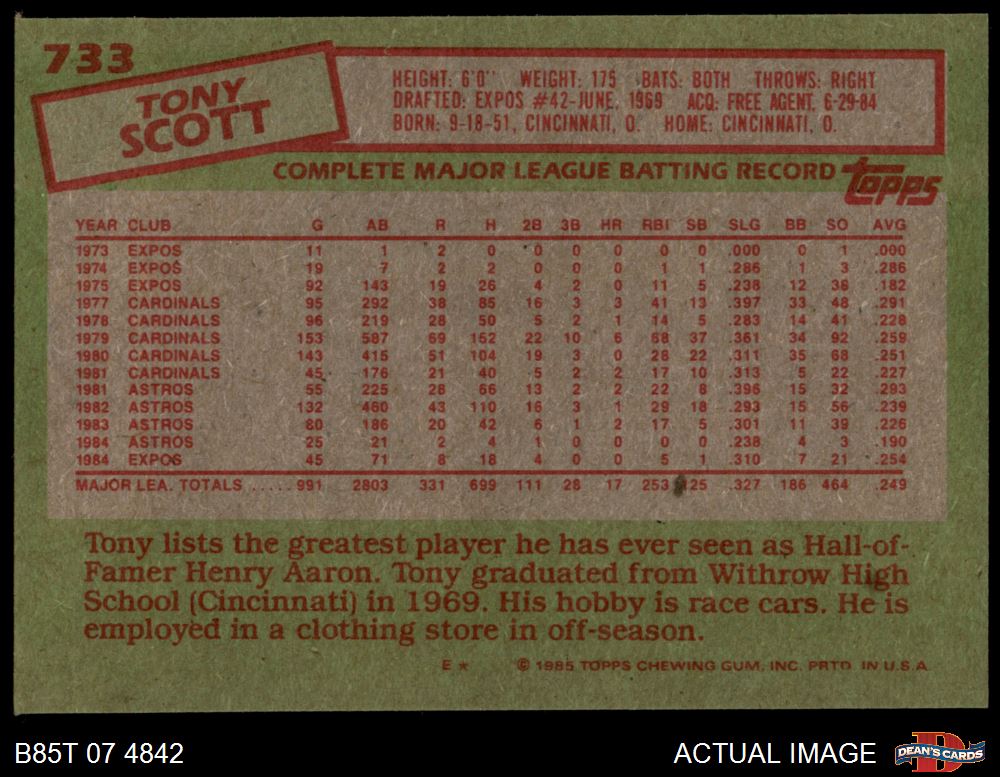 733
TONY
SCOTT
HEIGHT: 6'0" WEIGHT: 175 BATS: BOTH THROWS: RIGHT
DRAFTED: EXPOS #42-JUNE, 1969 ACQ: FREE AGENT, 6-29-84
BORN: 9-18-51, CINCINNATI, O. HOME: CINCINNATI, O.
COMPLETE MAJOR LEAGUE BATTING RECORD topps
YEAR CLUB G AB R H 2B 3B HR RBI SB SLG BB SO AVG
1973 EXPOS 11 1 2 0 0 0 0 0 0 .000 0 1 .000
1974 EXPOS 19 7 2 2 0 0 0 1 1 .286 1 3 .286
1975 EXPOS 92 143 19 26 4 2 0 11 5 .238 12 38 .182
1977 CARDINALS 95 292 38 85 16 3 3 41 13 .397 33 48 .291
1978 CARDINALS 96 219 28 50 5 2 1 14 5 .283 14 41 .228
1979 CARDINALS 153 587 69 152 22 10 6 68 37 .361 34 92 .259
1980 CARDINALS 143 415 51 104 19 3 0 28 22 .311 35 68 .251
1981 CARDINALS 45 176 21 40 5 2 2 17 10 .313 5 22 .227
1981 ASTROS 55 225 28 66 13 2 2 22 8 .396 15 32 .293
1982 ASTROS 132 460 43 110 16 3 1 29 18 .293 15 56 .239
1983 ASTROS 80 186 20 42 6 1 2 17 5 .301 11 39 .226
1984 ASTROS 25 21 2 4 1 0 0 0 0 .238 4 3 .190
1984 EXPOS 45 71 8 18 4 0 0 5 1 .310 7 21 .254
MAJOR LEA. TOTALS ..... 991 2803 331 699 111 28 17 253 125 .327 186 464 .249
Tony lists the greatest player he has ever seen as Hall-of-
Famer Henry Aaron. Tony graduated from Withrow High
School (Cincinnati) in 1969. His hobby is race cars. He is
employed in a clothing store in off-season.
E * © 1985 TOPPS CHEWING GUM, INC. PRTD. IN U.S.A.
B85T 07 4842 ACTUAL IMAGE DEAN'S CARDS